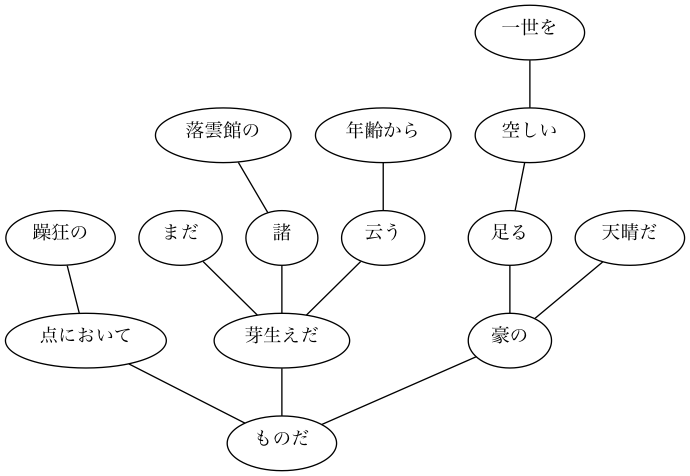 一世を
落雲館の
年齢から
空しい
躁狂の
まだ
諸
云う
足る
天晴だ
点において
芽生えだ
豪の
ものだ